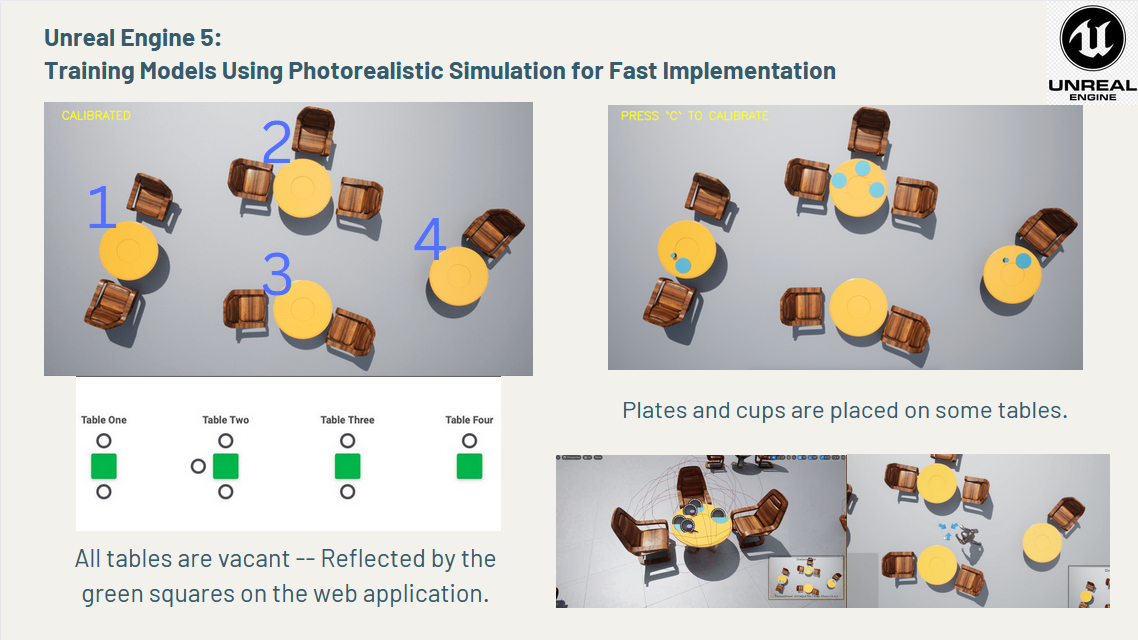 Unreal Engine 5:
Training Models Using Photorealistic Simulation for Fast Implementation
UNREAL
ENGINE
CALIBRATED
1
2
3
4
PRESS "C" TO CALIBRATE
Table One
Table Two
Table Three
Table Four
All tables are vacant -- Reflected by the
green squares on the web application.
Plates and cups are placed on some tables.